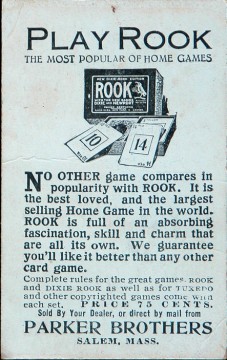 PLAY ROOK
THE MOST POPULAR OF HOME GAMES
ROOK
DIXIE AND NEWPORT
10
14
NO OTHER game compares in
popularity with ROOK. It is
the best loved, and the largest
selling Home Game in the world.
ROOK is full of an absorbing
fascination, skill and charm that
are all its own. We guarantee
you'll like it better than any other
card game.
Complete rules for the great games, ROOK
and DIXIE ROOK as well as for TUXEDO
and other copyrighted games come with
each set. PRICE 75 CENTS.
Sold By Your Dealer, or direct by mail from
PARKER BROTHERS
SALEM, MASS.